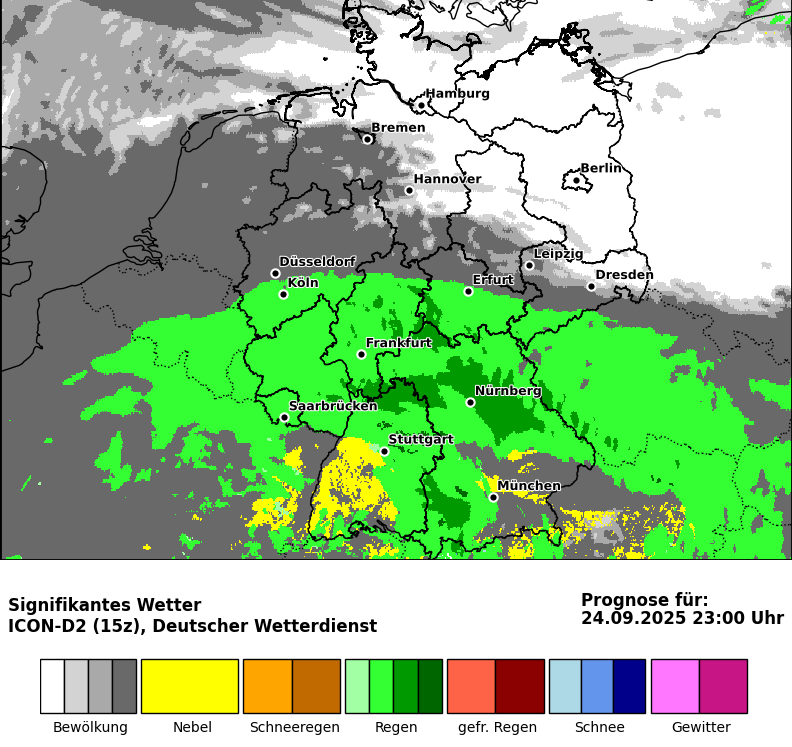 Hamburg
Bremen
Berlin
Hannover
Leipzig
Düsseldorf
Dresden
Köln
Erfurt
Frankfurt
Nürnberg
Saarbrücken
Stuttgart
München
Signifikantes Wetter
ICON-D2 (15z), Deutscher Wetterdienst
Prognose für:
24.09.2025 23:00 Uhr
Bewölkung Nebel Schneeregen Regen gefr. Regen Schnee Gewitter